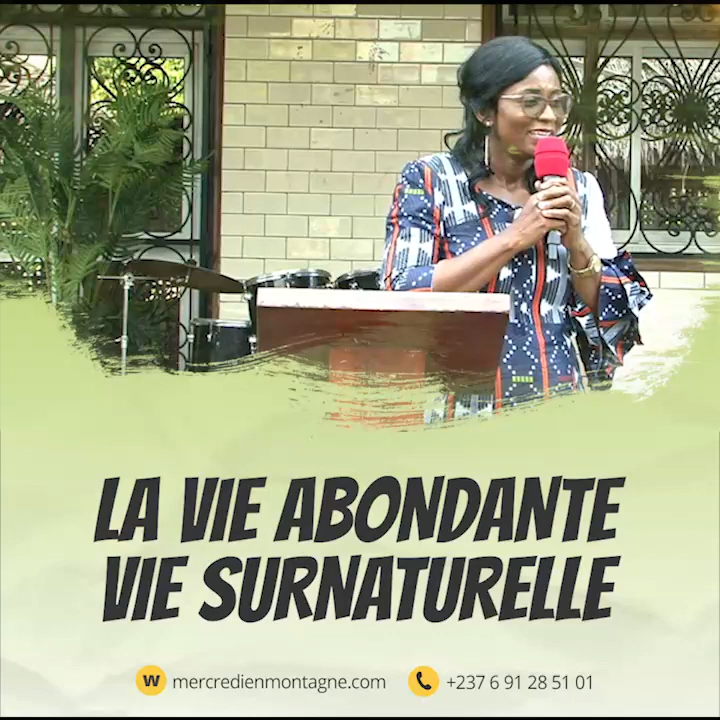 LA VIE ABONDANTE
VIE SURNATURELLE
W mercredienmontagne.com +237 6 91 28 51 01